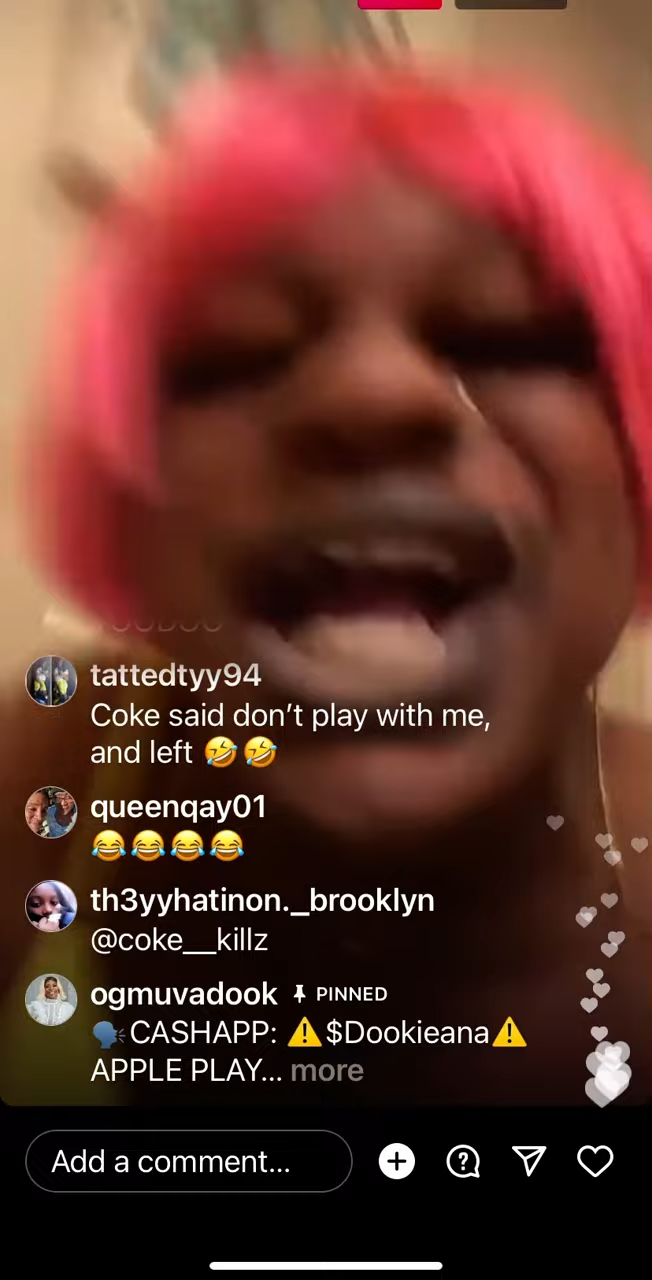 tattedtyy94
Coke said don’t play with me,
and left 🤣🤣
queenqay01
😂😂😂😂
th3yyhatinon._brooklyn
@coke__killz
ogmuvadook 📌 PINNED
🗣️CASHAPP: ⚠️$Dookieana⚠️
APPLE PLAY... more
Add a comment...